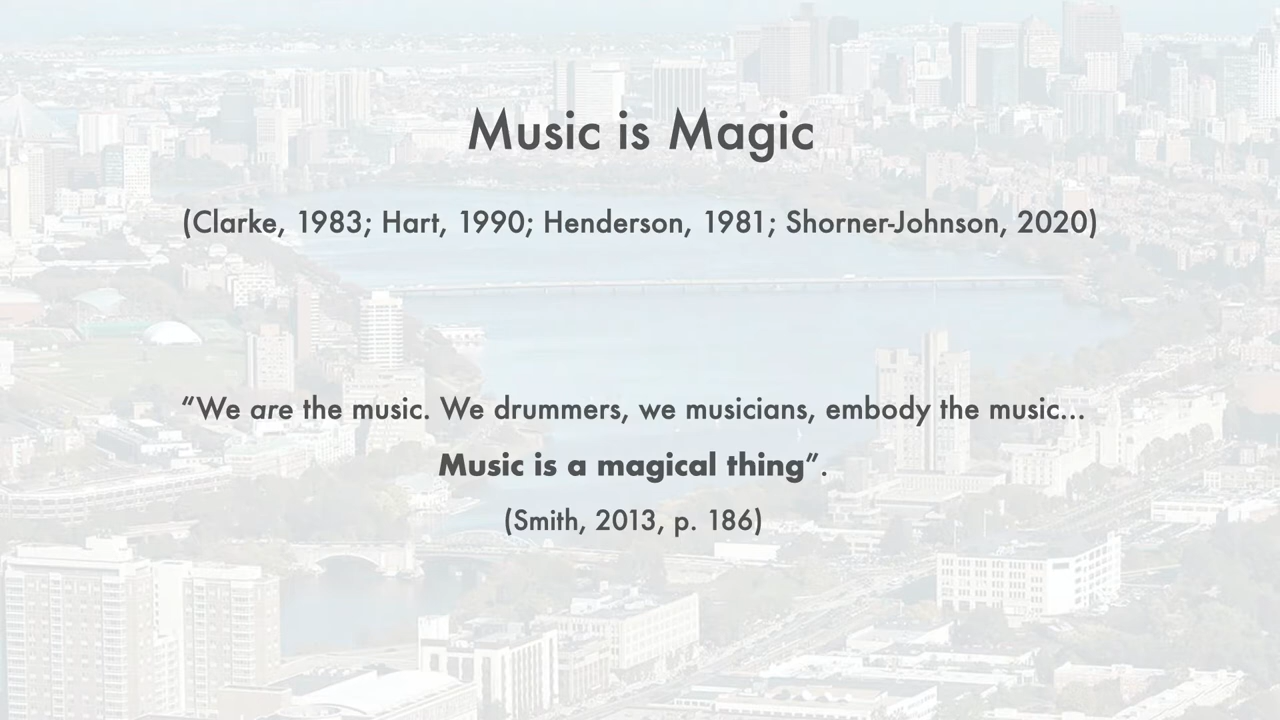 Music is Magic
(Clarke, 1983; Hart, 1990; Henderson, 1981; Shorner-Johnson, 2020)
“We are the music. We drummers, we musicians, embody the music…
Music is a magical thing”.
(Smith, 2013, p. 186)